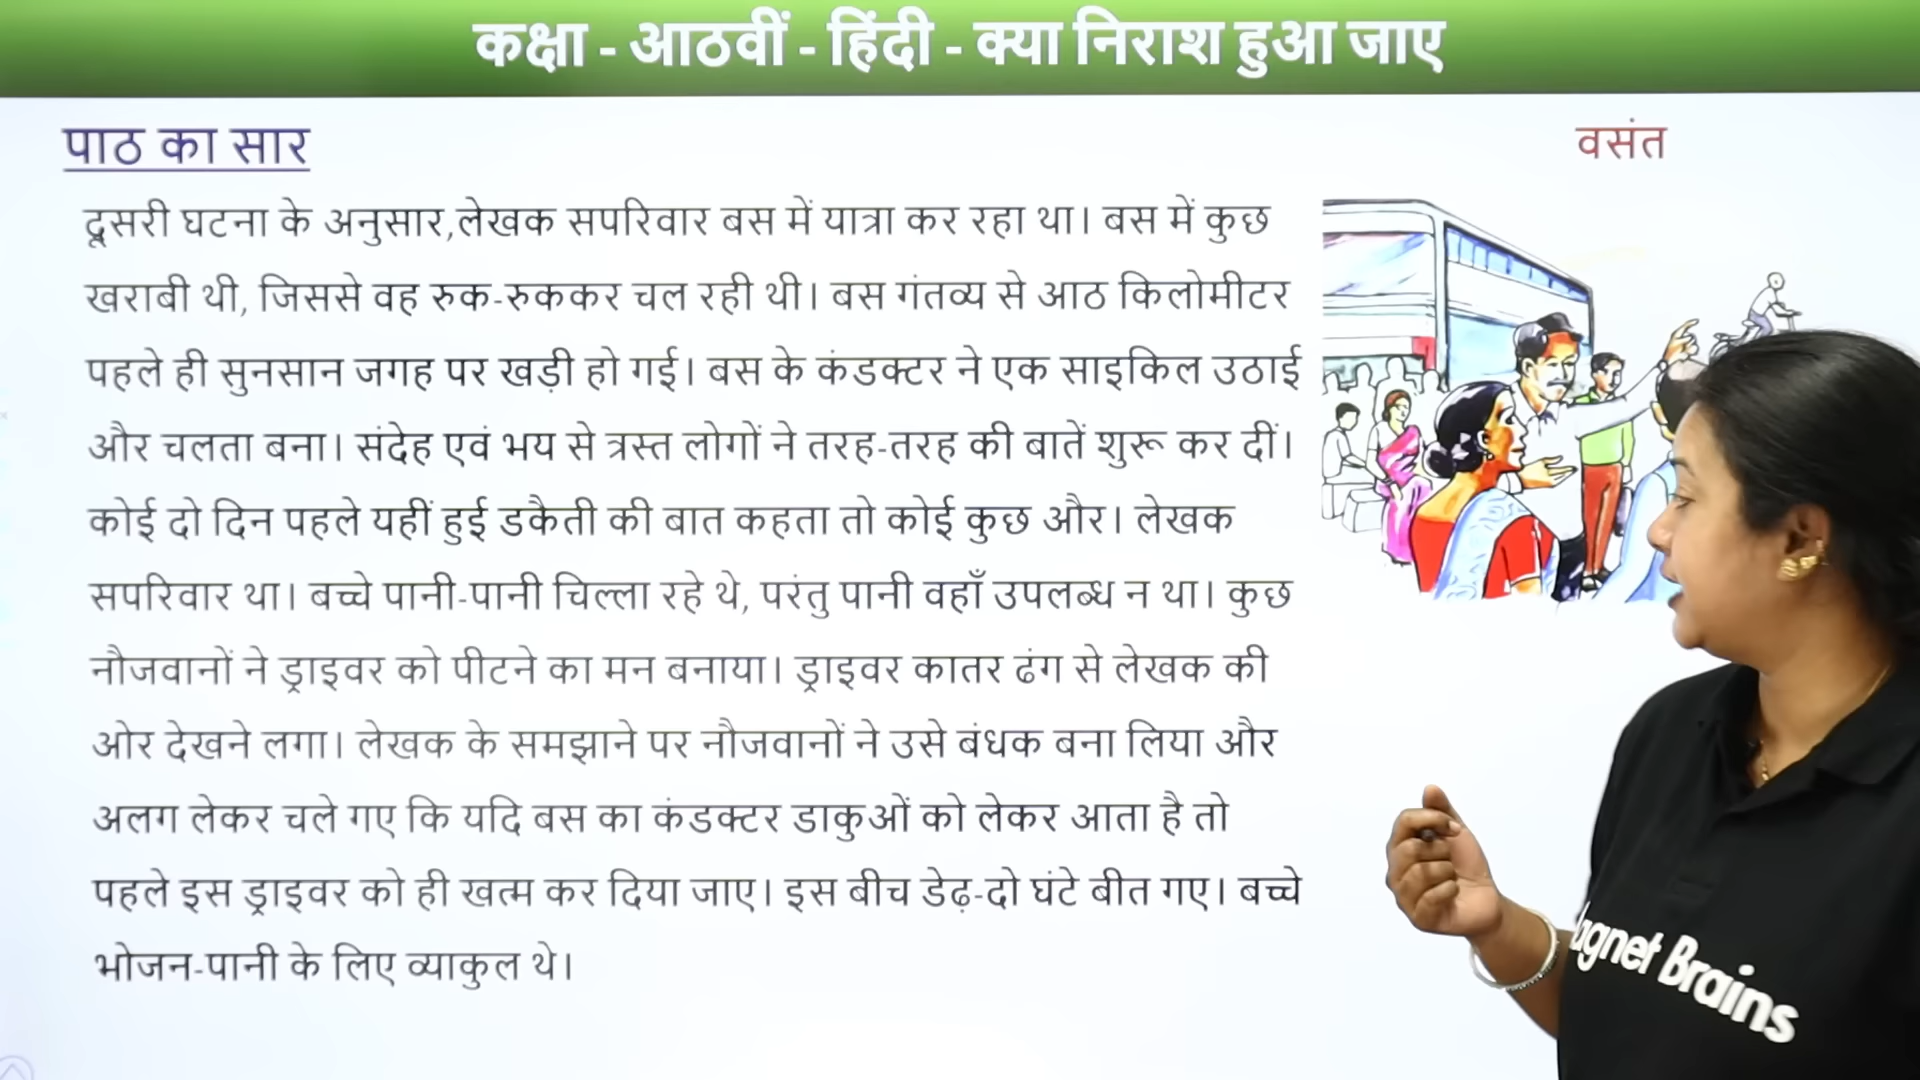 कक्षा - आठवीं - हिंदी - क्या निराश हुआ जाए
पाठ का सार
वसंत
दूसरी घटना के अनुसार,लेखक सपरिवार बस में यात्रा कर रहा था। बस में कुछ
खराबी थी, जिससे वह रुक-रुककर चल रही थी। बस गंतव्य से आठ किलोमीटर
पहले ही सुनसान जगह पर खड़ी हो गई। बस के कंडक्टर ने एक साइकिल उठाई
और चलता बना। संदेह एवं भय से त्रस्त लोगों ने तरह-तरह की बातें शुरू कर दीं।
कोई दो दिन पहले यहीं हुई डकैती की बात कहता तो कोई कुछ और। लेखक
सपरिवार था। बच्चे पानी-पानी चिल्ला रहे थे, परंतु पानी वहाँ उपलब्ध न था। कुछ
नौजवानों ने ड्राइवर को पीटने का मन बनाया। ड्राइवर कातर ढंग से लेखक की
ओर देखने लगा। लेखक के समझाने पर नौजवानों ने उसे बंधक बना लिया और
अलग लेकर चले गए कि यदि बस का कंडक्टर डाकुओं को लेकर आता है तो
पहले इस ड्राइवर को ही खत्म कर दिया जाए। इस बीच डेढ़-दो घंटे बीत गए। बच्चे
भोजन-पानी के लिए व्याकुल थे।
agnet Brains